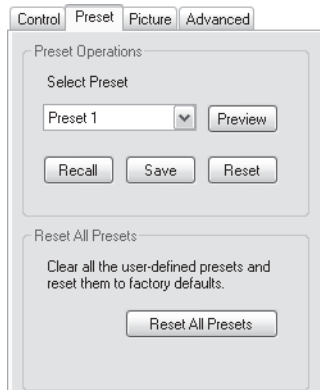 Control Preset Picture Advanced
Preset Operations
Select Preset
Preset 1 Preview
Recall Save Reset
Reset All Presets
Clear all the user-defined presets and
reset them to factory defaults.
Reset All Presets